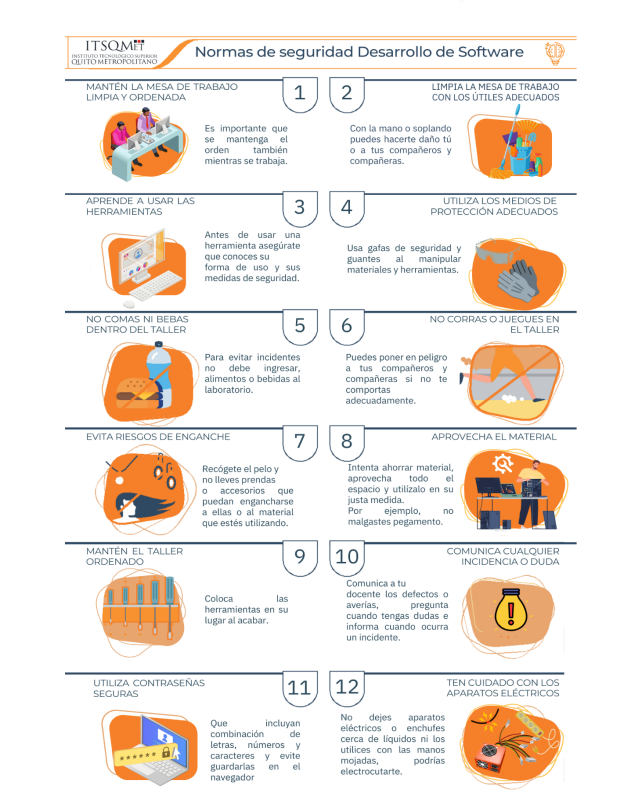 ITSQMET
INSTITUTO TECNOLÓGICO SUPERIOR
QUITO METROPOLITANO
Normas de seguridad Desarrollo de Software
MANTÉN LA MESA DE TRABAJO
LIMPIA Y ORDENADA
1
Es importante que
se mantenga el
orden también
mientras se trabaja.
2
LIMPIA LA MESA DE TRABAJO
CON LOS ÚTILES ADECUADOS
Con la mano o soplando
puedes hacerte daño tú
o a tus compañeros y
compañeras.
APRENDE A USAR LAS
HERRAMIENTAS
3
Antes de usar una
herramienta asegúrate
que conoces su
forma de uso y sus
medidas de seguridad.
4
UTILIZA LOS MEDIOS DE
PROTECCIÓN ADECUADOS
Usa gafas de seguridad y
guantes al manipular
materiales y herramientas.
NO COMAS NI BEBAS
DENTRO DEL TALLER
5
Para evitar incidentes
no debe ingresar,
alimentos o bebidas al
laboratorio.
6
NO CORRAS O JUEGUES EN
EL TALLER
Puedes poner en peligro
a tus compañeros y
compañeras si no te
comportas
adecuadamente.
EVITA RIESGOS DE ENGANCHE
7
Recógete el pelo y
no lleves prendas
o accesorios que
puedan engancharse
a ellas o al material
que estés utilizando.
8
APROVECHA EL MATERIAL
Intenta ahorrar material,
aprovecha todo el
espacio y utilízalo en su
justa medida.
Por ejemplo, no
malgastes pegamento.
MANTÉN EL TALLER
ORDENADO
9
Coloca las
herramientas en su
lugar al acabar.
10
COMUNICA CUALQUIER
INCIDENCIA O DUDA
Comunica a tu
docente los defectos o
averías, pregunta
cuando tengas dudas e
informa cuando ocurra
un incidente.
UTILIZA CONTRASEÑAS
SEGURAS
11
Que incluyan
combinación de
letras, números y
caracteres y evite
guardarlas en el
navegador
12
TEN CUIDADO CON LOS
APARATOS ELÉCTRICOS
No dejes aparatos
eléctricos o enchufes
cerca de líquidos ni los
utilices con las manos
mojadas, podrías
electrocutarte.